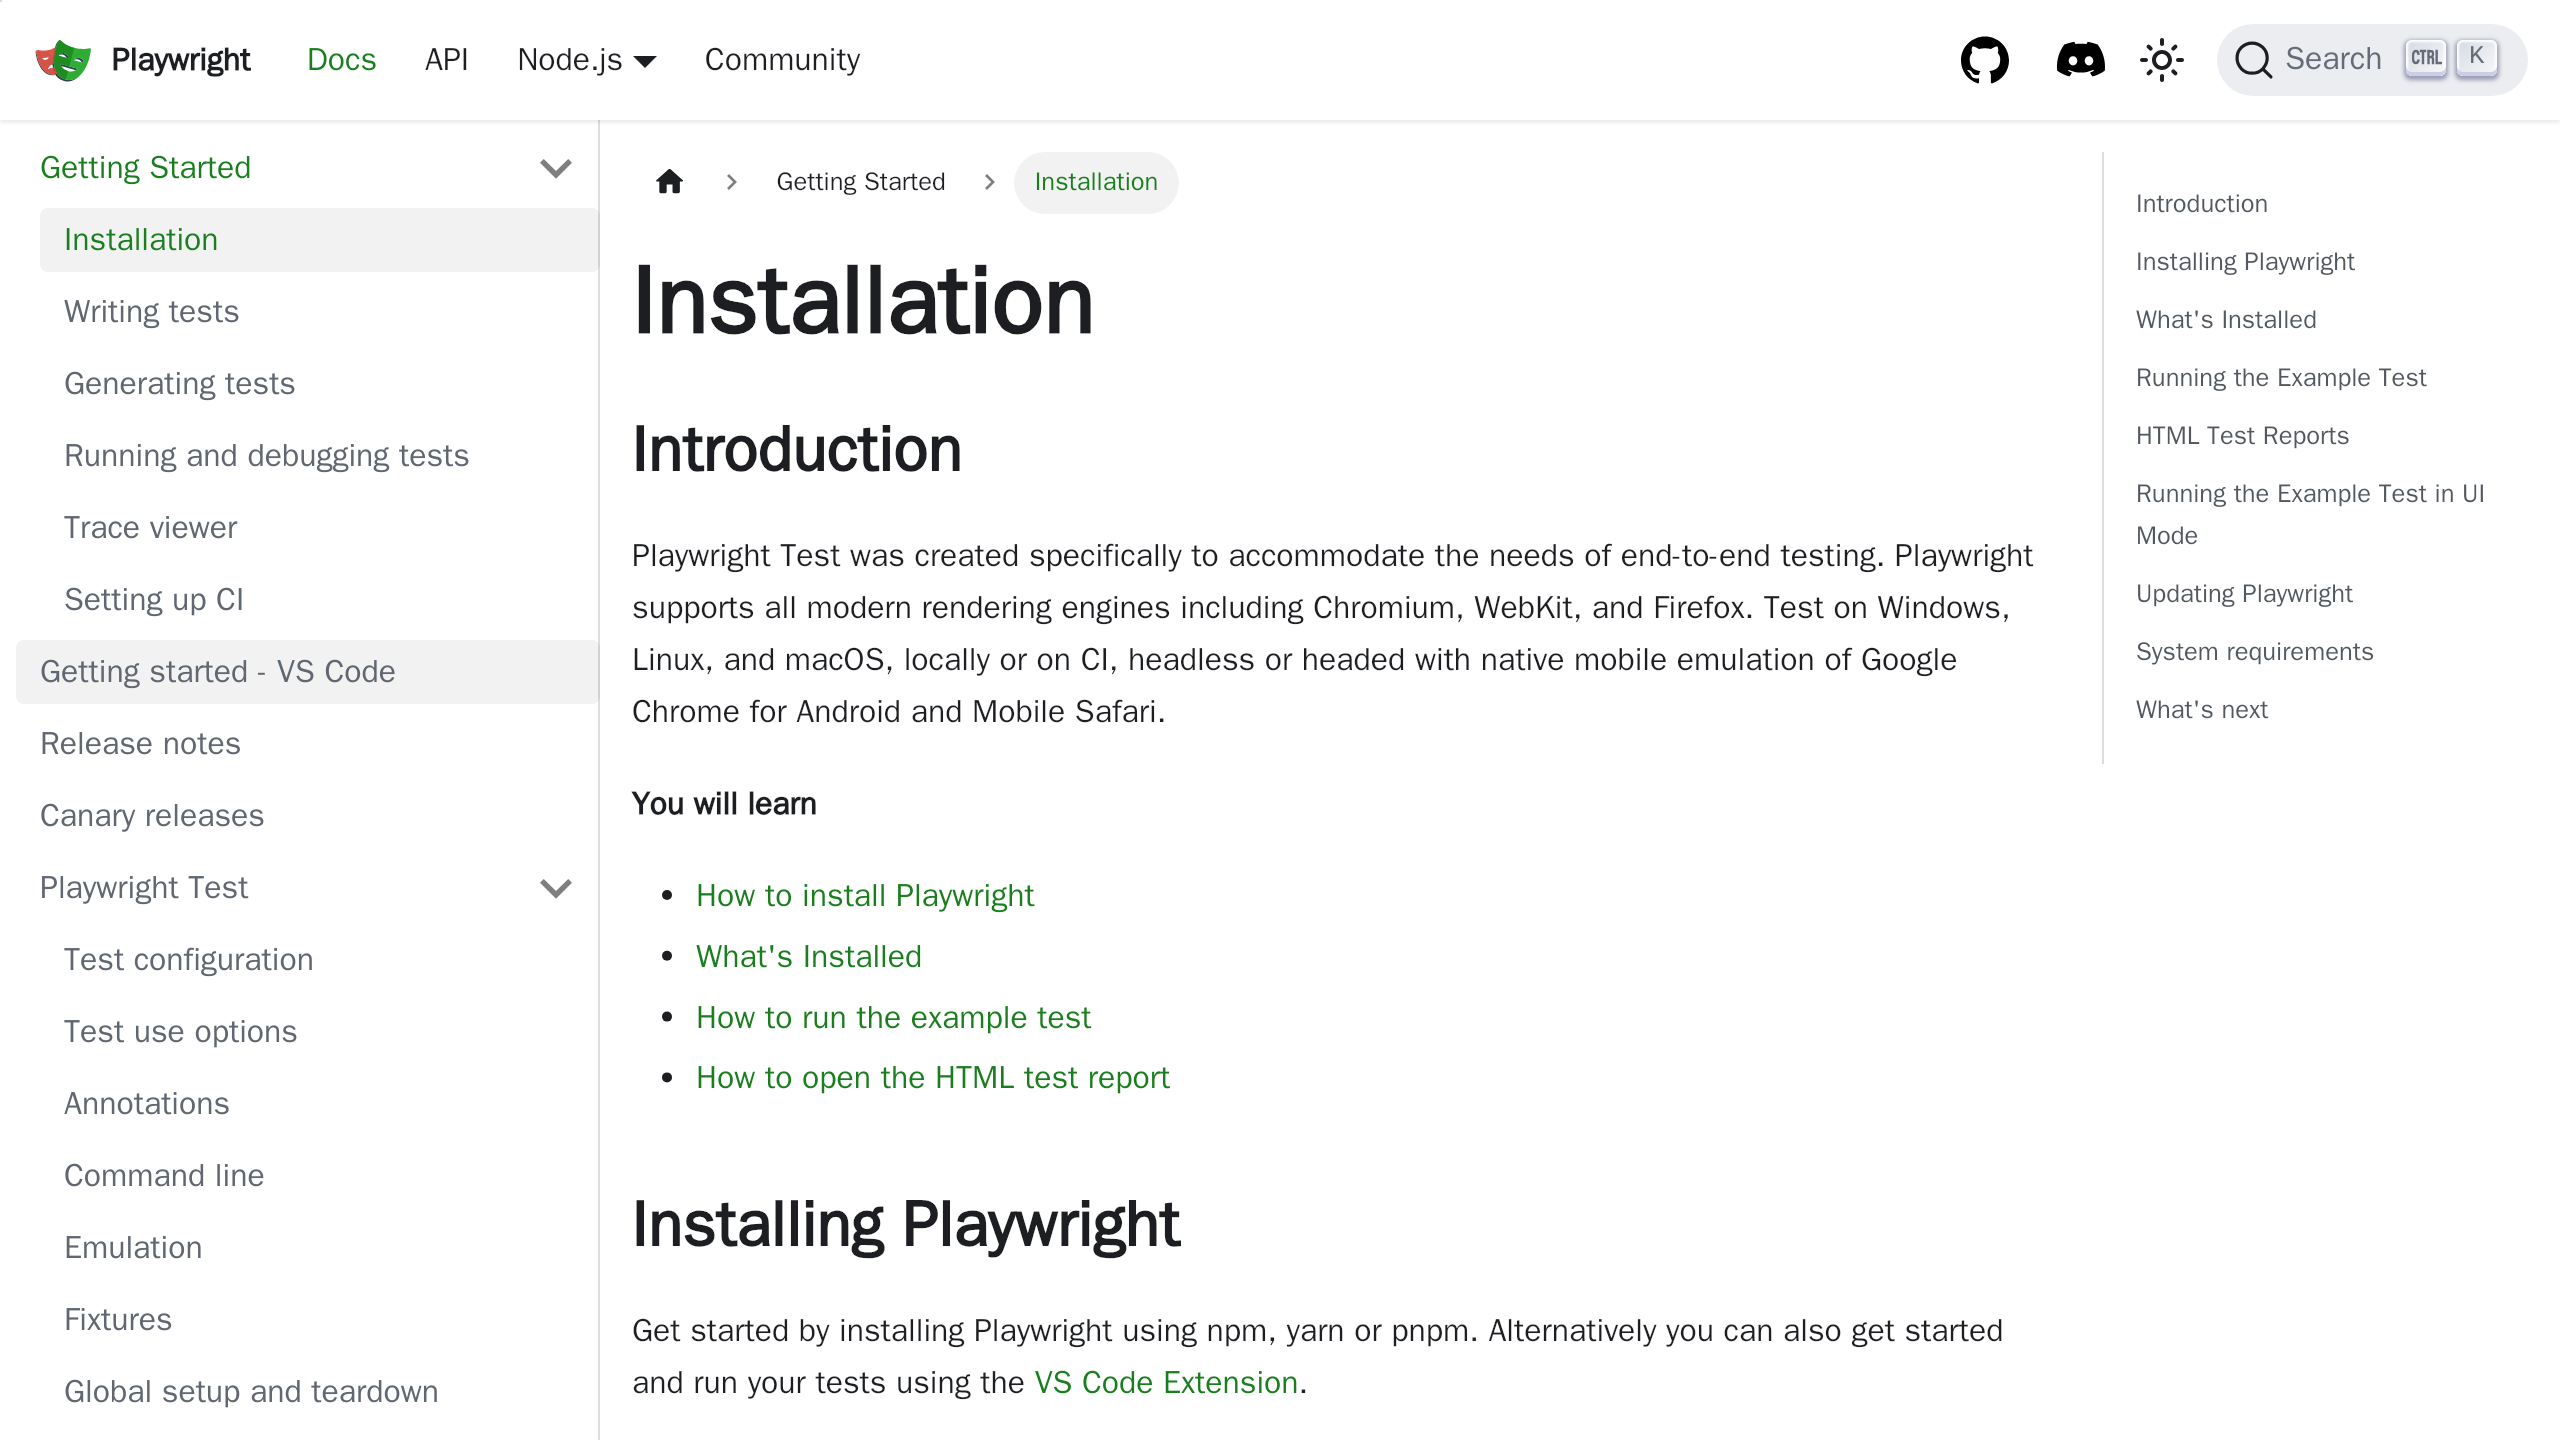 Playwright
Docs
API
Node.js
Community
Search
CTRL
K
Getting Started
Installation
Writing tests
Generating tests
Running and debugging tests
Trace viewer
Setting up CI
Getting started - VS Code
Release notes
Canary releases
Playwright Test
Test configuration
Test use options
Annotations
Command line
Emulation
Fixtures
Global setup and teardown
Getting Started
Installation
Installation
Introduction
Playwright Test was created specifically to accommodate the needs of end-to-end testing. Playwright
supports all modern rendering engines including Chromium, WebKit, and Firefox. Test on Windows,
Linux, and macOS, locally or on CI, headless or headed with native mobile emulation of Google
Chrome for Android and Mobile Safari.
You will learn
How to install Playwright
What's Installed
How to run the example test
How to open the HTML test report
Installing Playwright
Get started by installing Playwright using npm, yarn or pnpm. Alternatively you can also get started
and run your tests using the VS Code Extension.
Introduction
Installing Playwright
What's Installed
Running the Example Test
HTML Test Reports
Running the Example Test in UI
Mode
Updating Playwright
System requirements
What's next